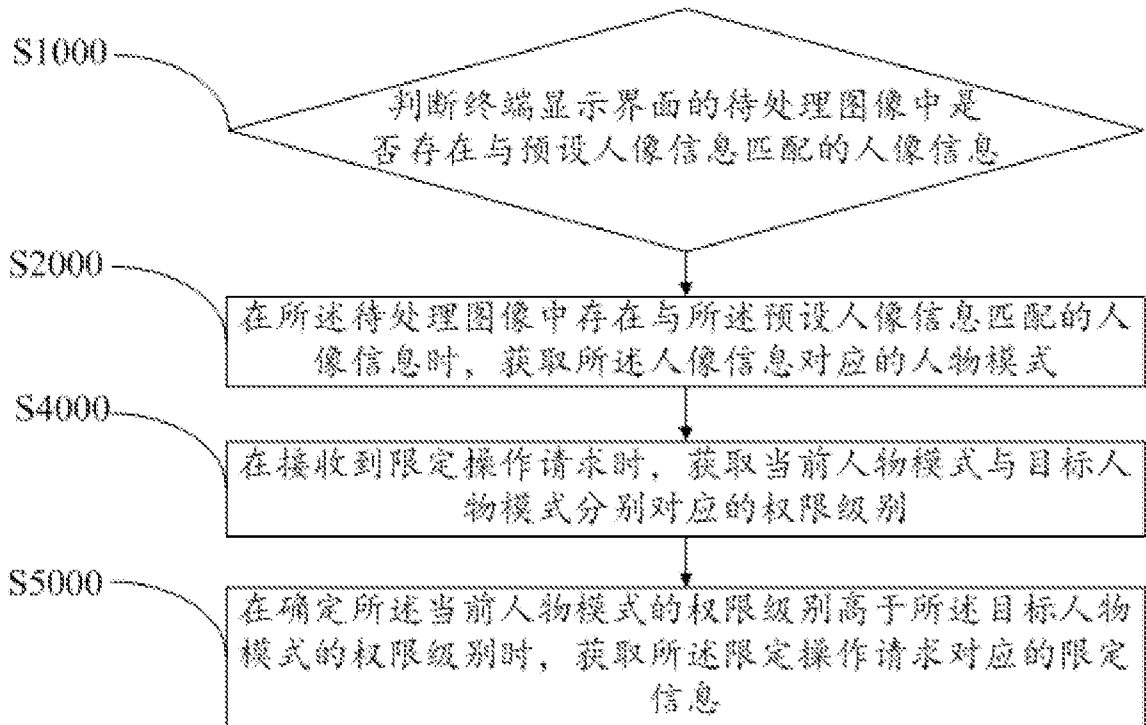 S1000
判断终端显示界面的待处理图像中是
否存在与预设人像信息匹配的人像信息
S2000
在所述待处理图像中存在与所述预设人像信息匹配的人
像信息时，获取所述人像信息对应的人物模式
S4000
在接收到限定操作请求时，获取当前人物模式与目标人
物模式分别对应的权限级别
S5000
在确定所述当前人物模式的权限级别高于所述目标人物
模式的权限级别时，获取所述限定操作请求对应的限定
信息